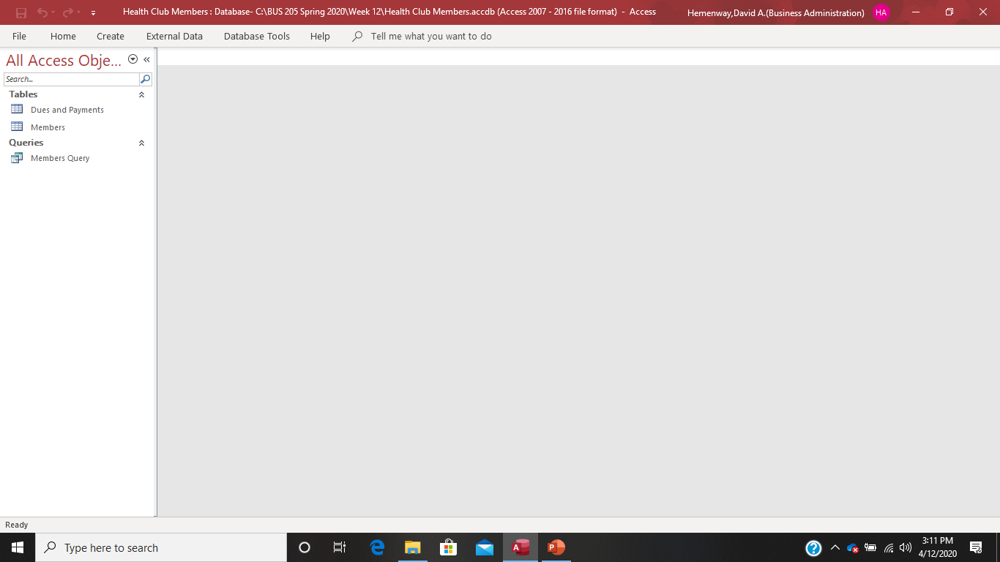 Health Club Members : Database- C:\BUS 205 Spring 2020\Week 12\Health Club Members.accdb (Access 2007 - 2016 file format) - Access
Hemenway,David A.(Business Administration)
HA
File Home Create External Data Database Tools Help Tell me what you want to do
All Access Obje...
Search...
Tables
Dues and Payments
Members
Queries
Members Query
Ready
Type here to search
3:11 PM
4/12/2020